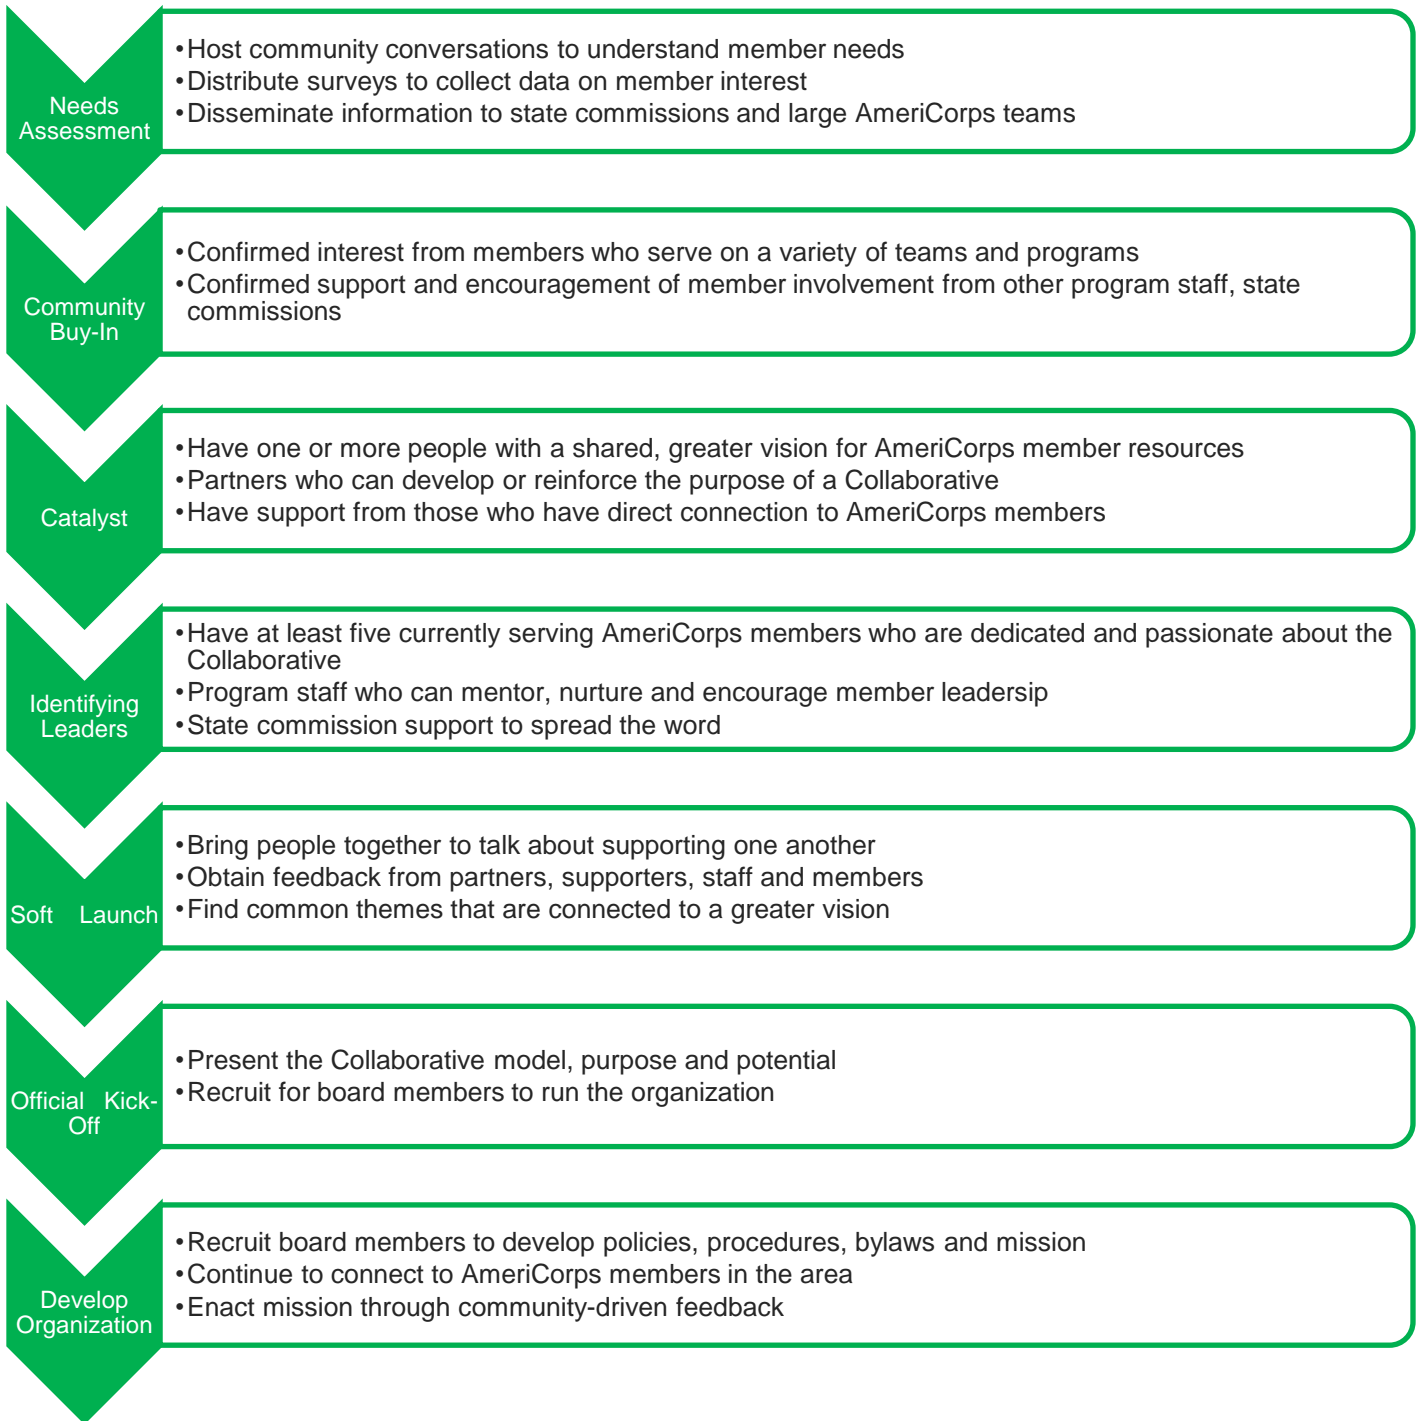 Needs
Assessment
•Host community conversations to understand member needs
•Distribute surveys to collect data on member interest
•Disseminate information to state commissions and large AmeriCorps teams
Community
Buy-In
•Confirmed interest from members who serve on a variety of teams and programs
•Confirmed support and encouragement of member involvement from other program staff, state
commissions
Catalyst
•Have one or more people with a shared, greater vision for AmeriCorps member resources
•Partners who can develop or reinforce the purpose of a Collaborative
•Have support from those who have direct connection to AmeriCorps members
Identifying
Leaders
•Have at least five currently serving AmeriCorps members who are dedicated and passionate about the
Collaborative
•Program staff who can mentor, nurture and encourage member leadersip
•State commission support to spread the word
Soft Launch
•Bring people together to talk about supporting one another
•Obtain feedback from partners, supporters, staff and members
•Find common themes that are connected to a greater vision
Official Kick-
Off
•Present the Collaborative model, purpose and potential
•Recruit for board members to run the organization
Develop
Organization
•Recruit board members to develop policies, procedures, bylaws and mission
•Continue to connect to AmeriCorps members in the area
•Enact mission through community-driven feedback